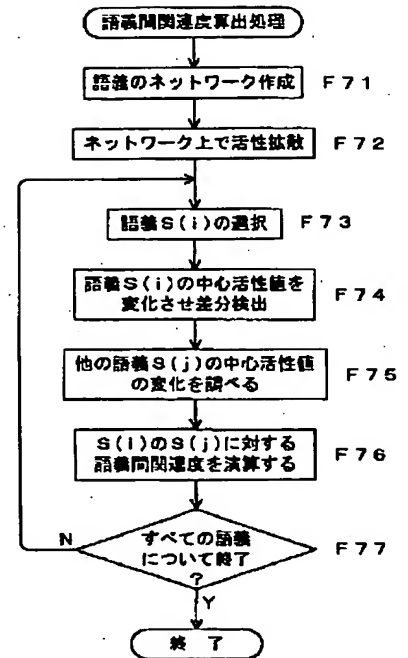 語義間関連度算出処理
語義のネットワーク作成 F71
ネットワーク上で活性拡散 F72
語義S(i)の選択 F73
語義S(i)の中心活性値を
変化させ差分検出 F74
他の語義S(j)の中心活性値
の変化を調べる F75
S(i)のS(j)に対する
語義間関連度を演算する F76
N
すべての語義
について終了
? F77
Y
終 了